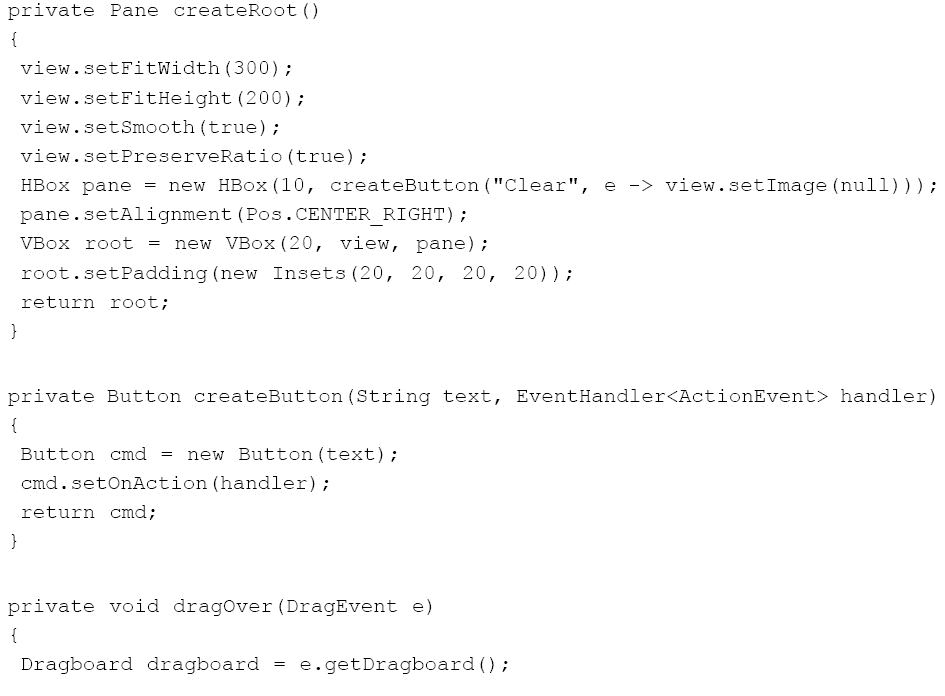 private Pane createRoot()
{
 view.setFitWidth(300);
 view.setFitHeight(200);
 view.setSmooth(true);
 view.setPreserveRatio(true);
 HBox pane = new HBox(10, createButton("Clear", e -> view.setImage(null)));
 pane.setAlignment(Pos.CENTER_RIGHT);
 VBox root = new VBox(20, view, pane);
 root.setPadding(new Insets(20, 20, 20, 20));
 return root;
}

private Button createButton(String text, EventHandler<ActionEvent> handler)
{
 Button cmd = new Button(text);
 cmd.setOnAction(handler);
 return cmd;
}

private void dragOver(DragEvent e)
{
 Dragboard dragboard = e.getDragboard();